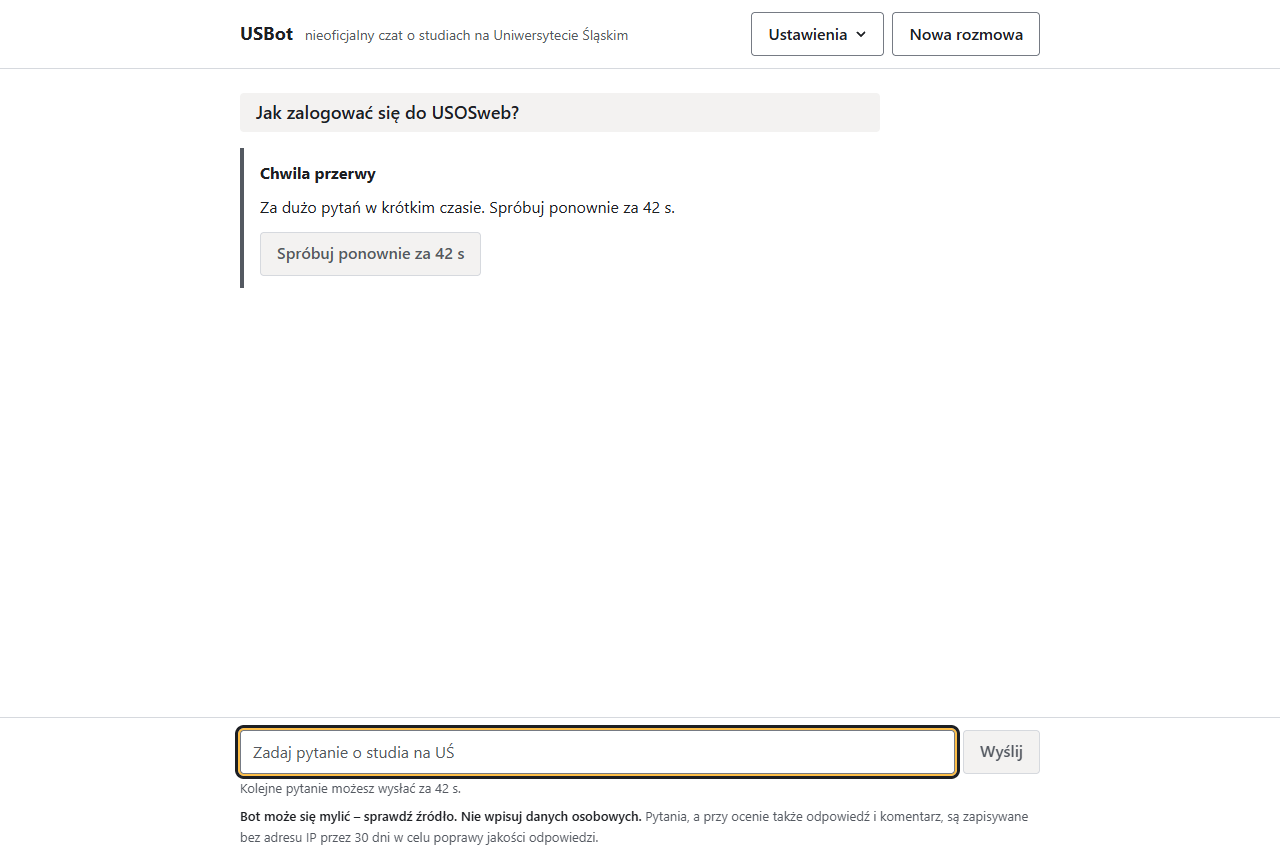 USBot nieoficjalny czat o studiach na Uniwersytecie Śląskim Ustawienia Nowa rozmowa
Jak zalogować się do USOSweb?
Chwila przerwy
Za dużo pytań w krótkim czasie. Spróbuj ponownie za 42 s.
Spróbuj ponownie za 42 s
Zadaj pytanie o studia na UŚ Wyślij
Kolejne pytanie możesz wysłać za 42 s.
Bot może się mylić – sprawdź źródło. Nie wpisuj danych osobowych. Pytania, a przy ocenie także odpowiedź i komentarz, są zapisywane
bez adresu IP przez 30 dni w celu poprawy jakości odpowiedzi.